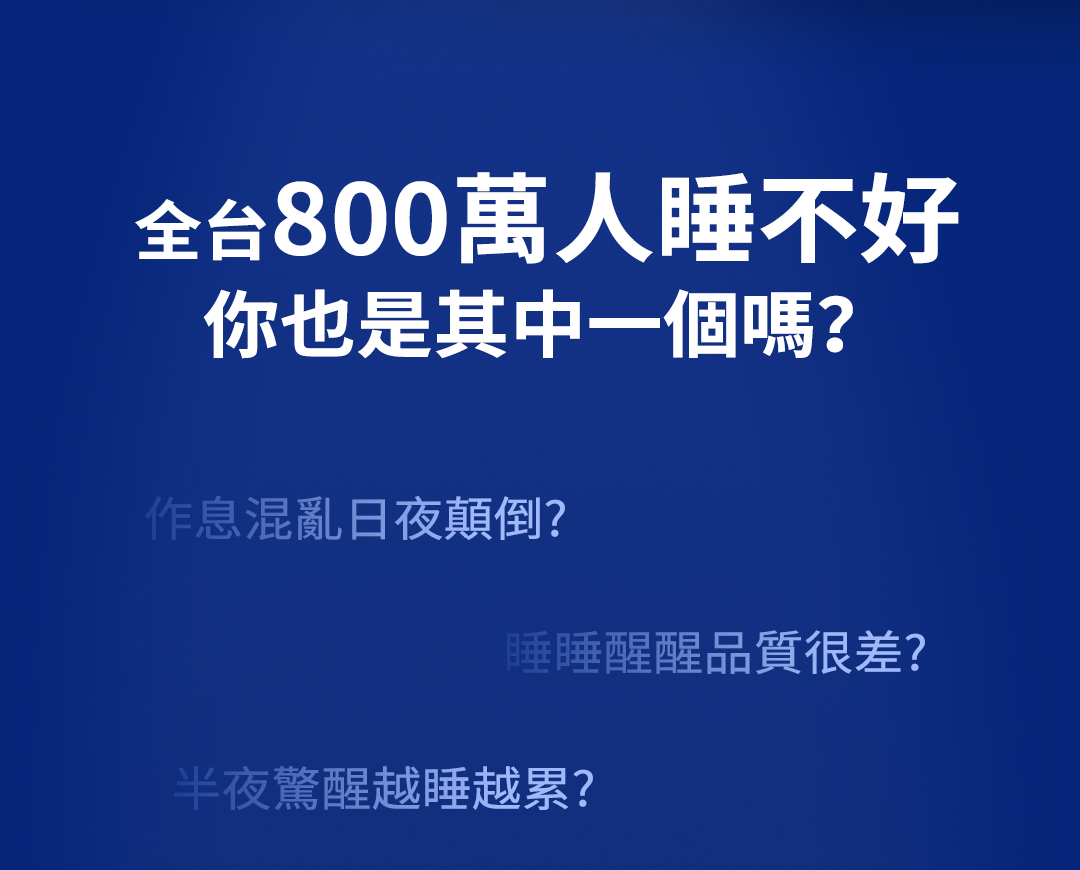 全台800萬人睡不好
你也是其中一個嗎?
作息混亂日夜顛倒?
睡睡醒醒品質很差?
半夜驚醒越睡越累?